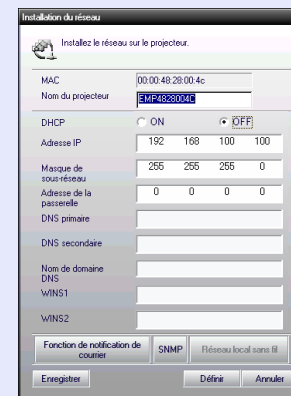 Installation du réseau
Installez le réseau sur le projecteur.
MAC 00:00:48:28:00:4c
Nom du projecteur EMP4828004C
DHCP ON OFF
Adresse IP 192 168 100 100
Masque de
sous-réseau 255 255 255 0
Adresse de la
passerelle 0 0 0 0
DNS primaire
DNS secondaire
Nom de domaine
DNS
WINS1
WINS2
Fonction de notification de
courrier SNMP Réseau local sans fil
Enregistrer Définir Annuler